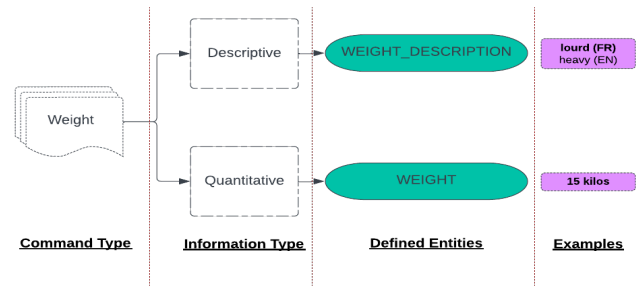 Descriptive
WEIGHT_DESCRIPTION
lourd (FR)
heavy (EN)
Weight
Quantitative
WEIGHT
15 kilos
Command Type
Information Type
Defined Entities
Examples